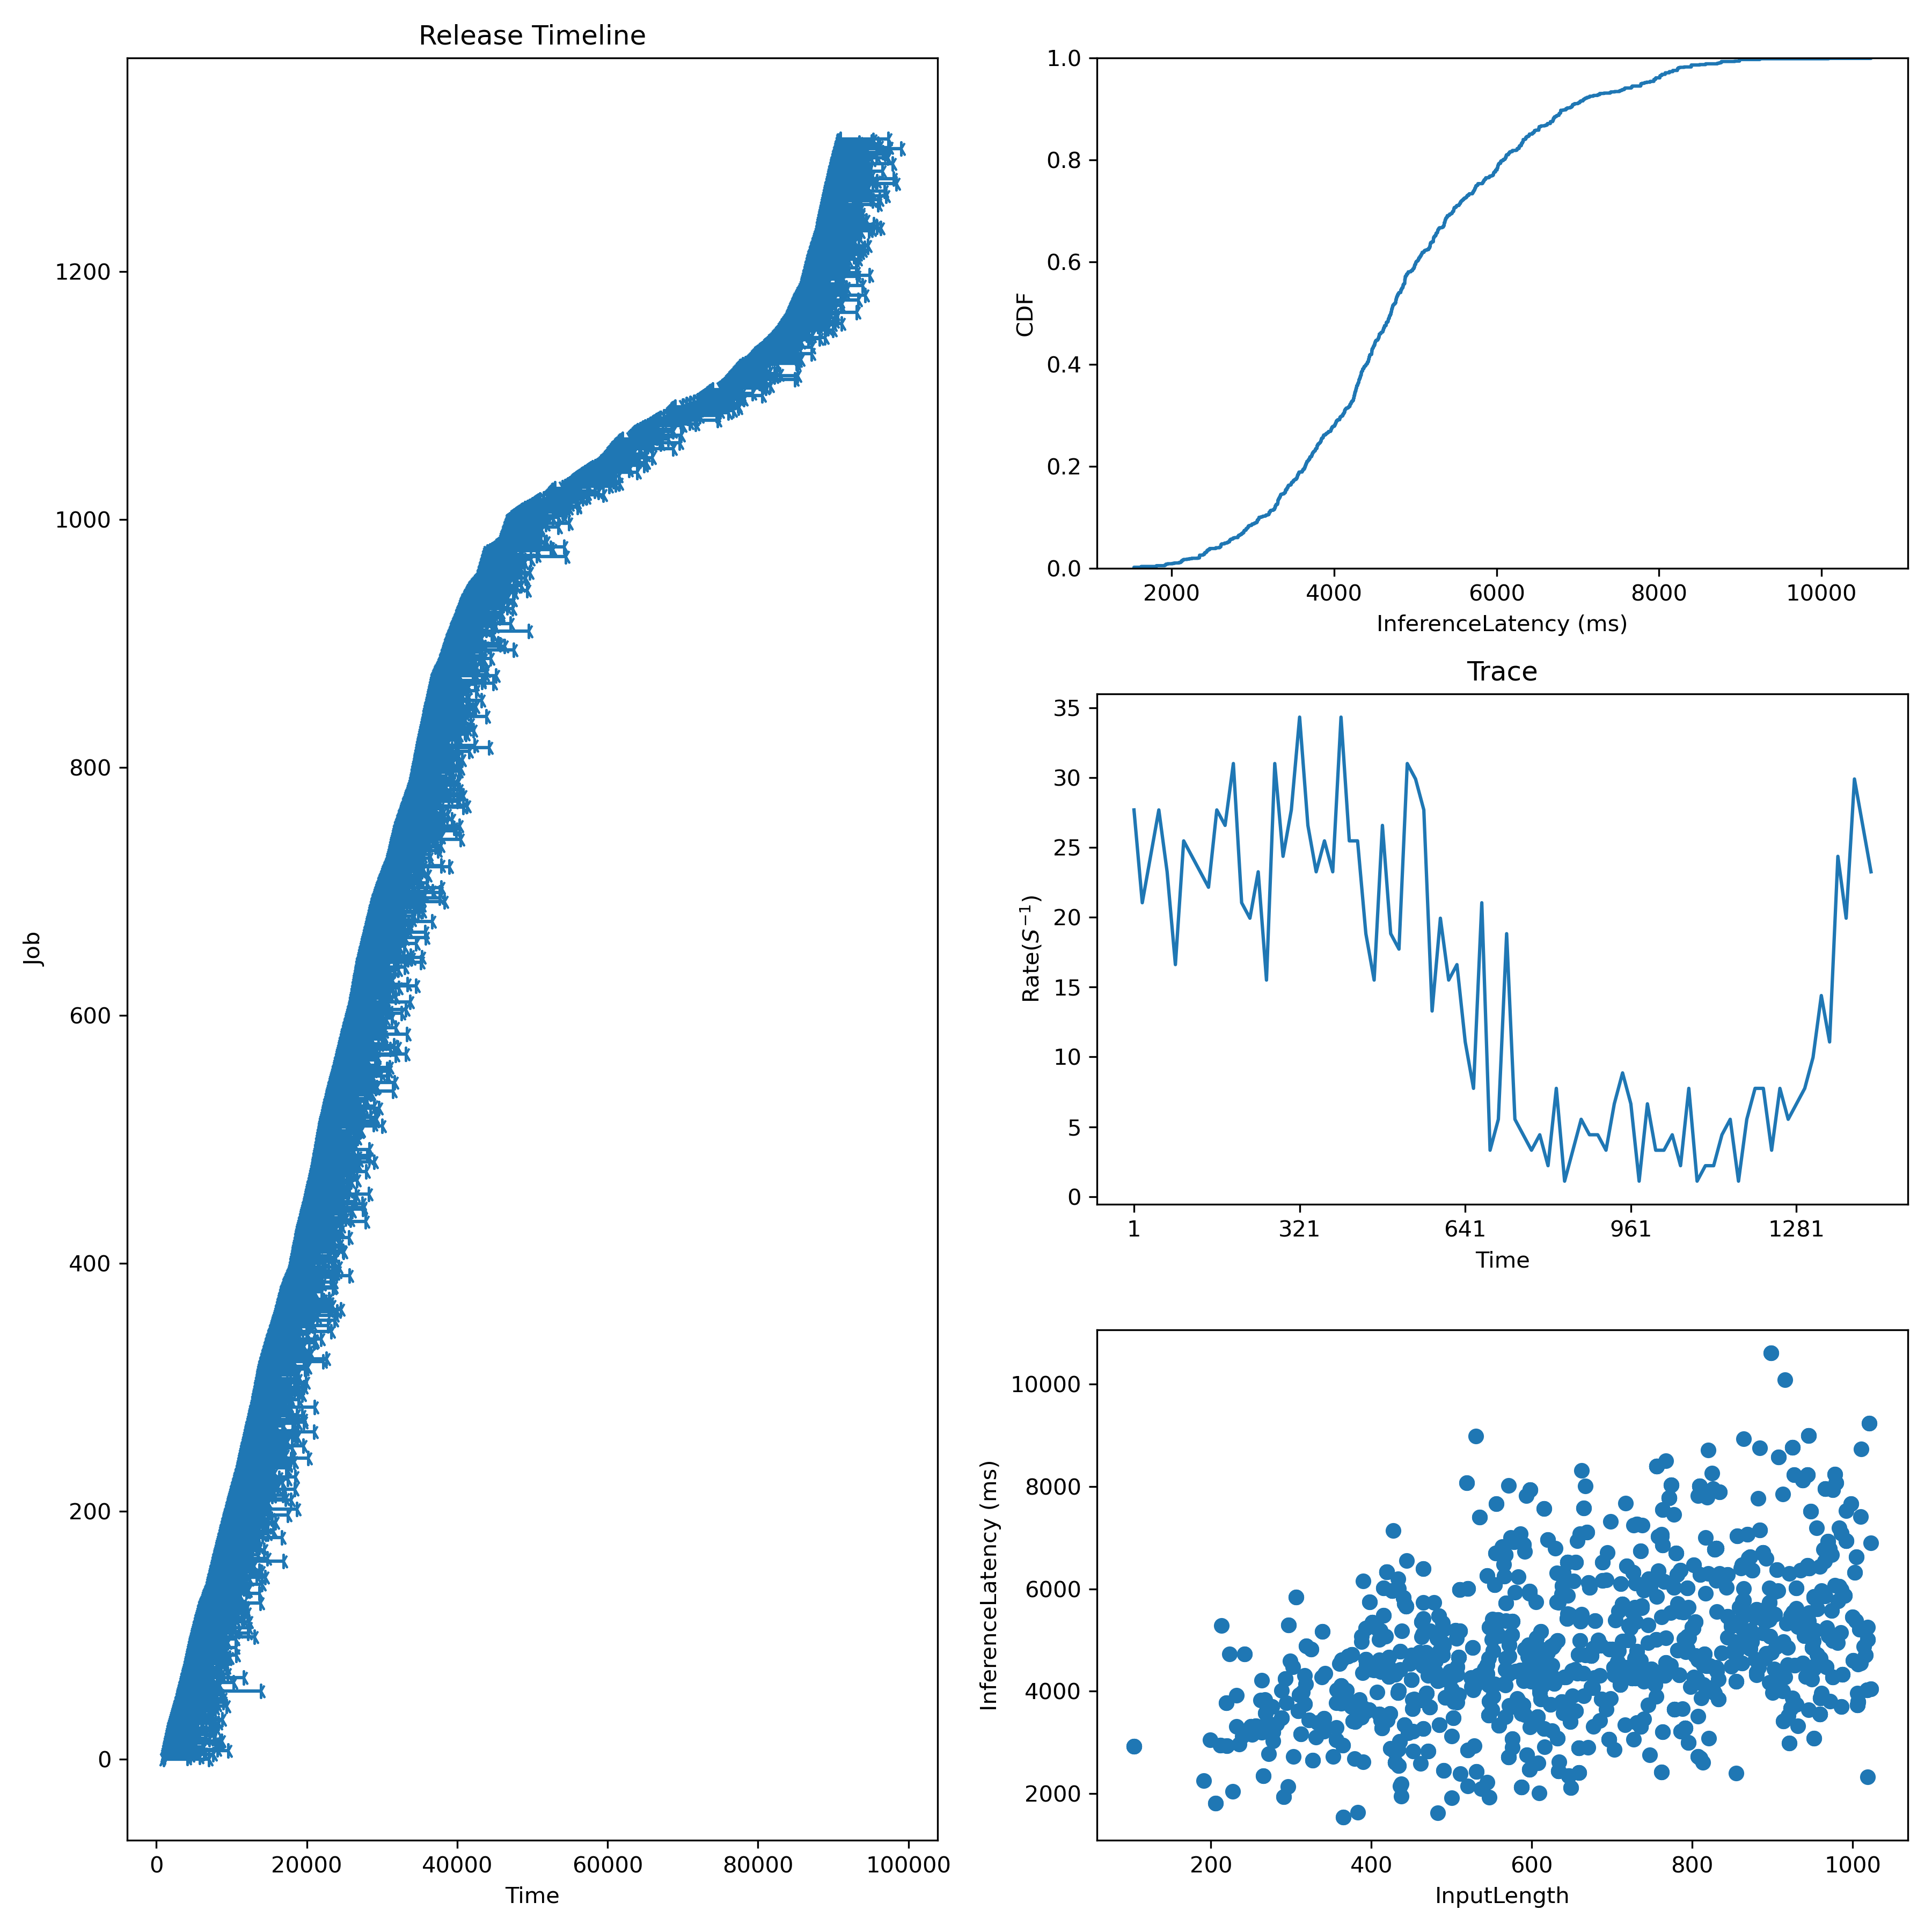 Release Timeline
1200
1000
800
600
400
200
0
Job
0 20000 40000 60000 80000 100000
Time
1.0
0.8
0.6
0.4
0.2
0.0
CDF
2000 4000 6000 8000 10000
InferenceLatency (ms)
Trace
35
30
25
20
15
10
5
0
Rate(S⁻¹)
1 321 641 961 1281
Time
10000
8000
6000
4000
2000
InferenceLatency (ms)
200 400 600 800 1000
InputLength